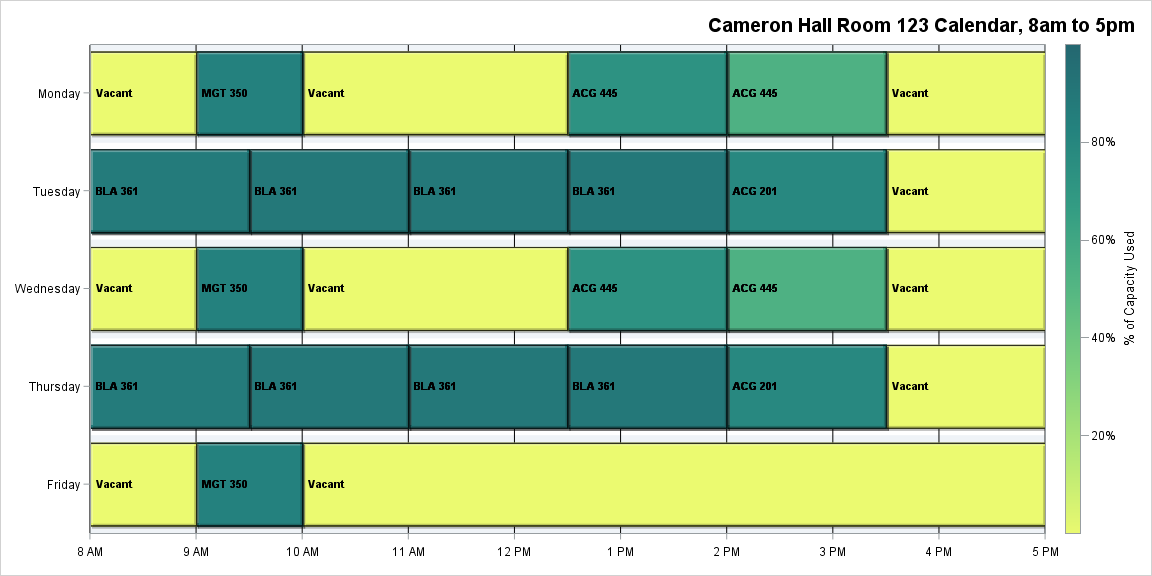 Cameron Hall Room 123 Calendar, 8am to 5pm
Monday Vacant MGT 350 Vacant ACG 445 ACG 445 Vacant
80%
Tuesday BLA 361 BLA 361 BLA 361 BLA 361 ACG 201 Vacant
60%
% of Capacity Used
Wednesday Vacant MGT 350 Vacant ACG 445 ACG 445 Vacant
40%
Thursday BLA 361 BLA 361 BLA 361 BLA 361 ACG 201 Vacant
20%
Friday Vacant MGT 350 Vacant
8 AM 9 AM 10 AM 11 AM 12 PM 1 PM 2 PM 3 PM 4 PM 5 PM